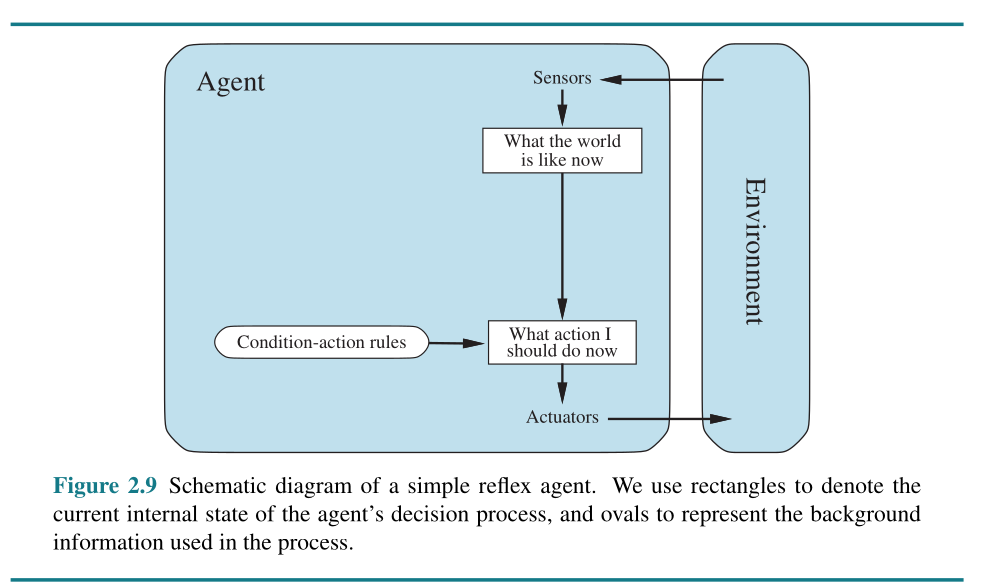 Agent
Sensors
What the world
is like now
Environment
Condition-action rules
What action I
should do now
Actuators
Figure 2.9 Schematic diagram of a simple reflex agent. We use rectangles to denote the
current internal state of the agent's decision process, and ovals to represent the background
information used in the process.